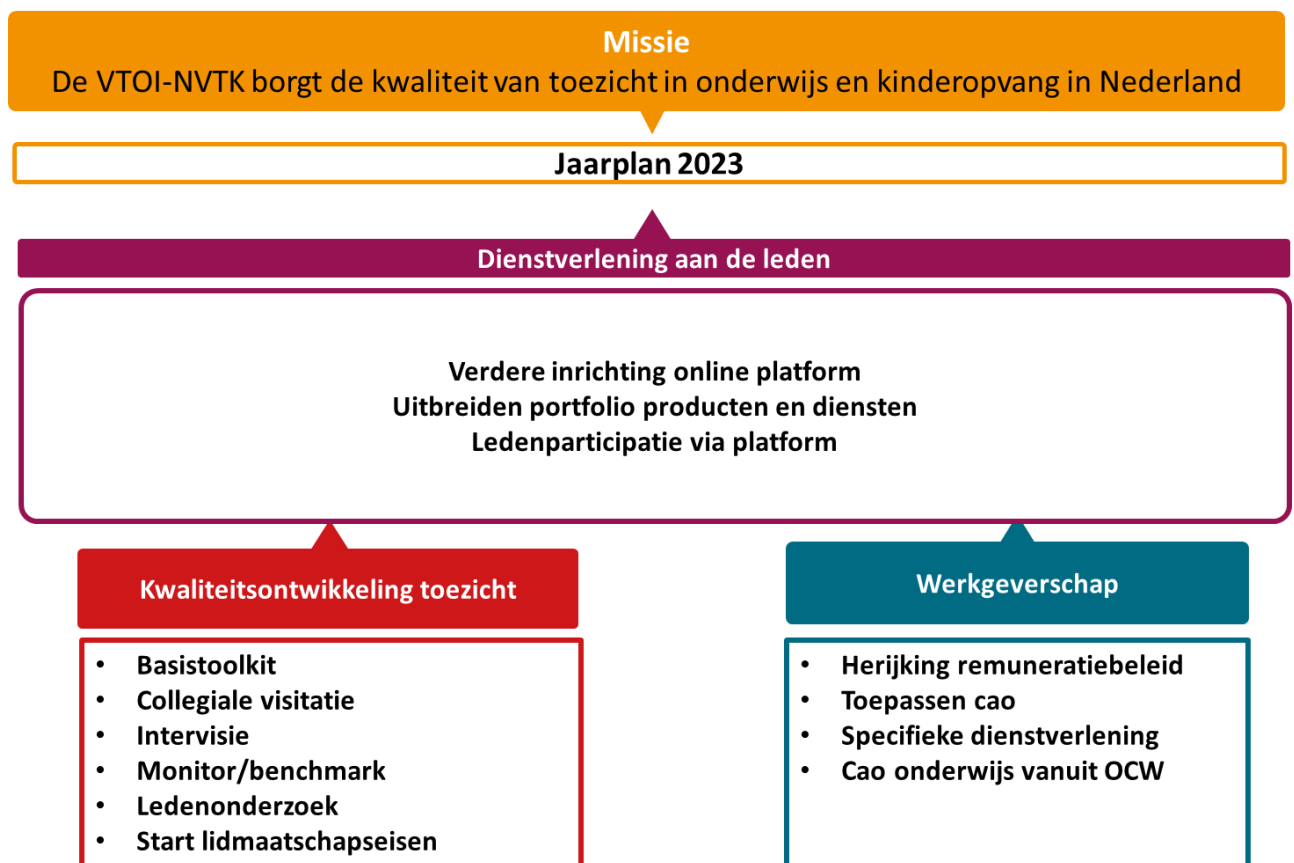 Missie
De VTOI-NVTK borgt de kwaliteit van toezicht in onderwijs en kinderopvang in Nederland
Jaarplan 2023
Dienstverlening aan de leden
Verdere inrichting online platform
Uitbreiden portfolio producten en diensten
Ledenparticipatie via platform
Kwaliteitsontwikkeling toezicht
• Basistoolkit
• Collegiale visitatie
• Intervisie
• Monitor/benchmark
• Ledenonderzoek
• Start lidmaatschapseisen
Werkgeverschap
• Herijking remuneratiebeleid
• Toepassen cao
• Specifieke dienstverlening
• Cao onderwijs vanuit OCW